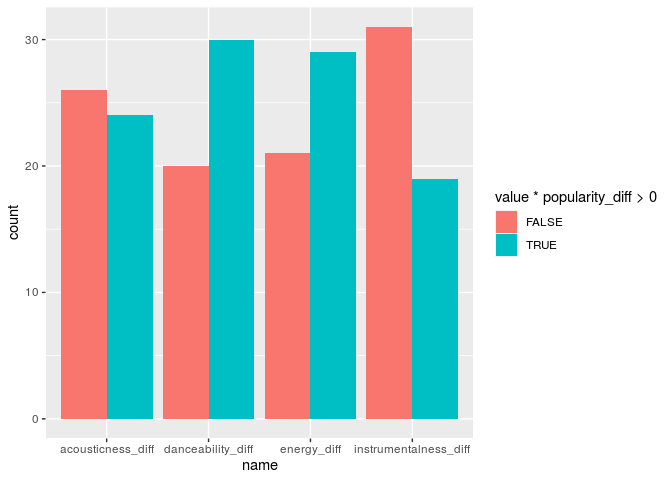 30
20
10
0
count
acousticness_diff danceability_diff energy_diff instrumentalness_diff
name
value * popularity_diff > 0
FALSE
TRUE